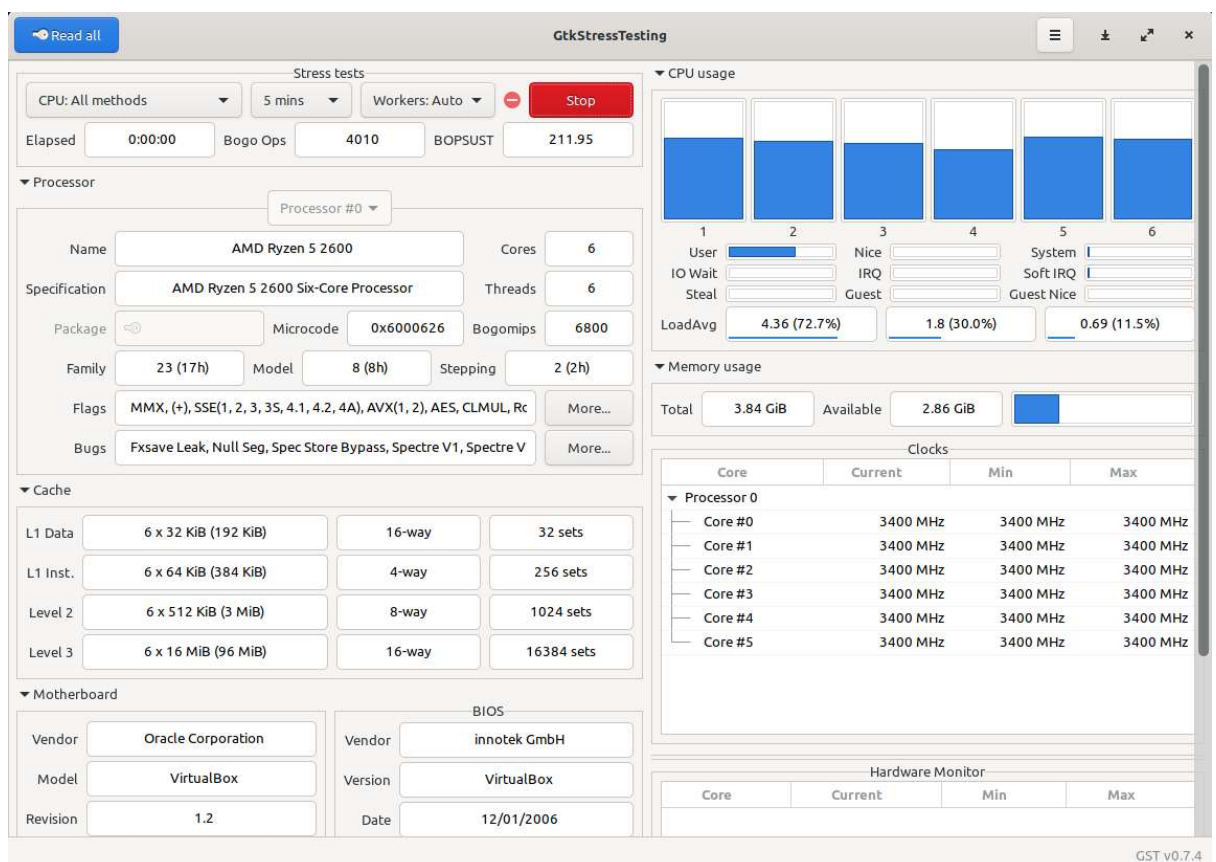 Read all
GtkStressTesting
Stress tests
CPU: All methods
5 mins
Workers: Auto
Stop
Elapsed 0:00:00 Bogo Ops 4010 BOPSUST 211.95
Processor
Processor #0
Name AMD Ryzen 5 2600 Cores 6
Specification AMD Ryzen 5 2600 Six-Core Processor Threads 6
Package Microcode 0x6000626 Bogomips 6800
Family 23 (17h) Model 8 (8h) Stepping 2 (2h)
Flags MMX, (+), SSE(1, 2, 3, 3S, 4.1, 4.2, 4A), AVX(1, 2), AES, CLMUL, Rc More...
Bugs Fxsave Leak, Null Seg, Spec Store Bypass, Spectre V1, Spectre V More...
Cache
L1 Data 6 x 32 KiB (192 KiB) 16-way 32 sets
L1 Inst. 6 x 64 KiB (384 KiB) 4-way 256 sets
Level 2 6 x 512 KiB (3 MiB) 8-way 1024 sets
Level 3 6 x 16 MiB (96 MiB) 16-way 16384 sets
Motherboard
Vendor Oracle Corporation
Model VirtualBox
Revision 1.2
BIOS
Vendor innotek GmbH
Version VirtualBox
Date 12/01/2006
CPU usage
1 2 3 4 5 6
User Nice System
IO Wait IRQ Soft IRQ
Steal Guest Guest Nice
LoadAvg 4.36 (72.7%) 1.8 (30.0%) 0.69 (11.5%)
Memory usage
Total 3.84 GiB Available 2.86 GiB
Clocks
Core Current Min Max
Processor 0
Core #0 3400 MHz 3400 MHz 3400 MHz
Core #1 3400 MHz 3400 MHz 3400 MHz
Core #2 3400 MHz 3400 MHz 3400 MHz
Core #3 3400 MHz 3400 MHz 3400 MHz
Core #4 3400 MHz 3400 MHz 3400 MHz
Core #5 3400 MHz 3400 MHz 3400 MHz
Hardware Monitor
Core Current Min Max
GST v0.7.4